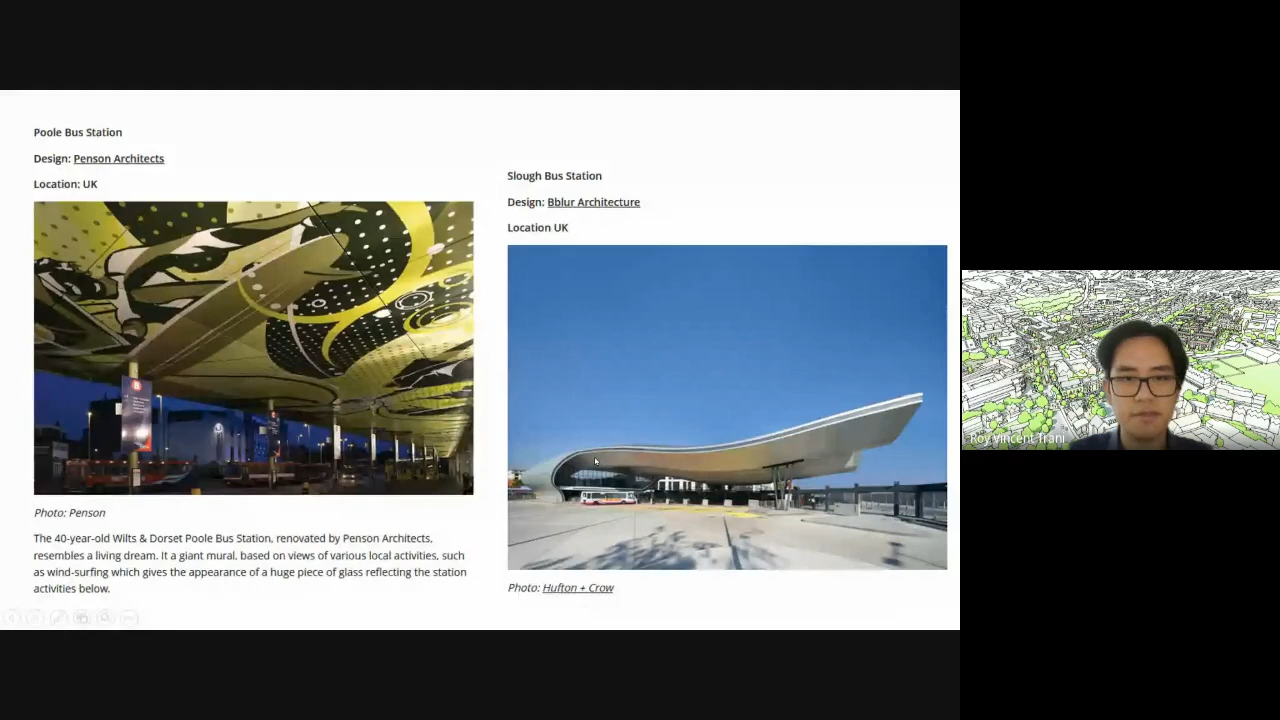 Poole Bus Station
Design: Penson Architects
Location: UK
Photo: Penson
The 40-year-old Wilts & Dorset Poole Bus Station, renovated by Penson Architects,
resembles a living dream. It a giant mural, based on views of various local activities, such
as wind-surfing which gives the appearance of a huge piece of glass reflecting the station
activities below.
Slough Bus Station
Design: Bblur Architecture
Location UK
Photo: Hufton + Crow
Roy Vincent Trani